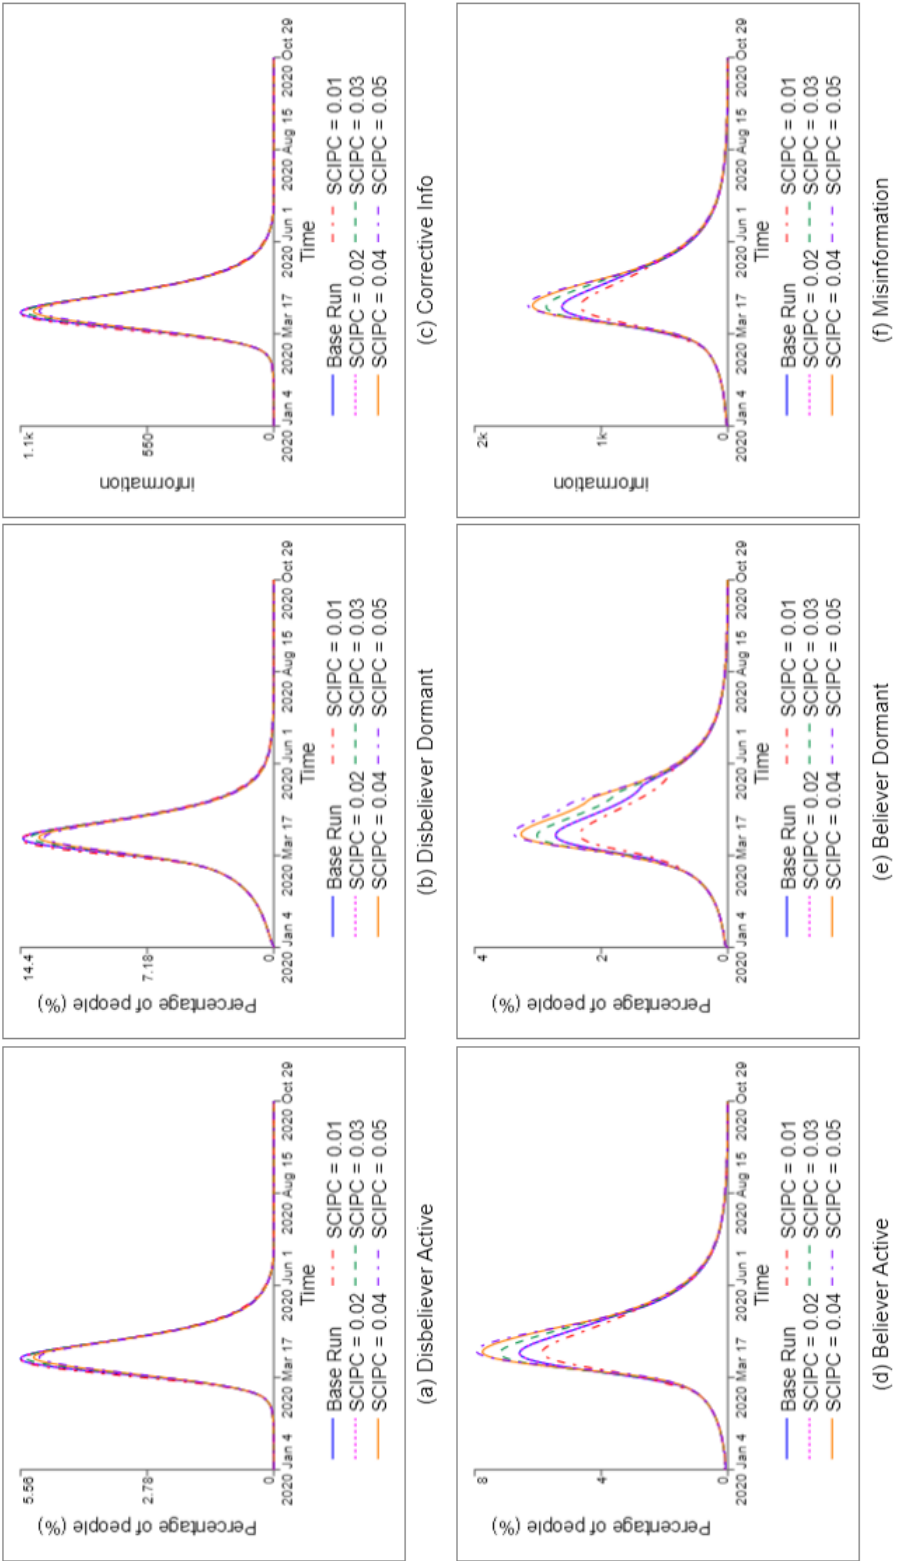 Percentage of people (%)
5.56
2.78
0
2020 Jan 4 2020 Mar 17 2020 Jun 1 2020 Aug 15 2020 Oct 29
Time
Base Run SCIPC = 0.01
SCIPC = 0.02 SCIPC = 0.03
SCIPC = 0.04 SCIPC = 0.05
(a) Disbeliever Active
Percentage of people (%)
14.4
7.18
0
2020 Jan 4 2020 Mar 17 2020 Jun 1 2020 Aug 15 2020 Oct 29
Time
Base Run SCIPC = 0.01
SCIPC = 0.02 SCIPC = 0.03
SCIPC = 0.04 SCIPC = 0.05
(b) Disbeliever Dormant
information
1.1k
550
0
2020 Jan 4 2020 Mar 17 2020 Jun 1 2020 Aug 15 2020 Oct 29
Time
Base Run SCIPC = 0.01
SCIPC = 0.02 SCIPC = 0.03
SCIPC = 0.04 SCIPC = 0.05
(c) Corrective Info
Percentage of people (%)
8
4
0
2020 Jan 4 2020 Mar 17 2020 Jun 1 2020 Aug 15 2020 Oct 29
Time
Base Run SCIPC = 0.01
SCIPC = 0.02 SCIPC = 0.03
SCIPC = 0.04 SCIPC = 0.05
(d) Believer Active
Percentage of people (%)
4
2
0
2020 Jan 4 2020 Mar 17 2020 Jun 1 2020 Aug 15 2020 Oct 29
Time
Base Run SCIPC = 0.01
SCIPC = 0.02 SCIPC = 0.03
SCIPC = 0.04 SCIPC = 0.05
(e) Believer Dormant
information
2k
1k
0
2020 Jan 4 2020 Mar 17 2020 Jun 1 2020 Aug 15 2020 Oct 29
Time
Base Run SCIPC = 0.01
SCIPC = 0.02 SCIPC = 0.03
SCIPC = 0.04 SCIPC = 0.05
(f) Misinformation